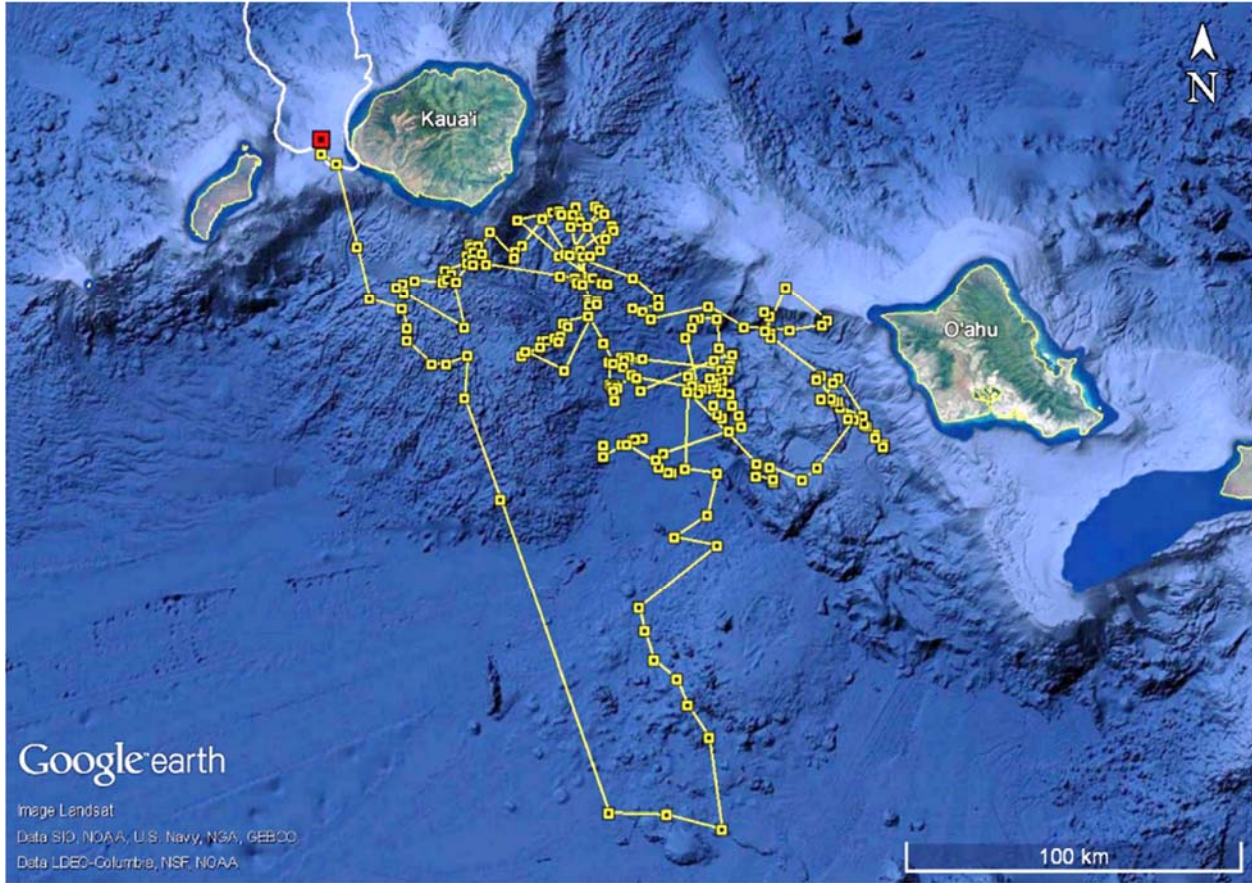 N
Kaua'i
O'ahu
Google earth
Image Landsat
Data SIO, NOAA, U.S. Navy, NGA, GEBCO
Data LDEO-Columbia, NSF, NOAA
100 km